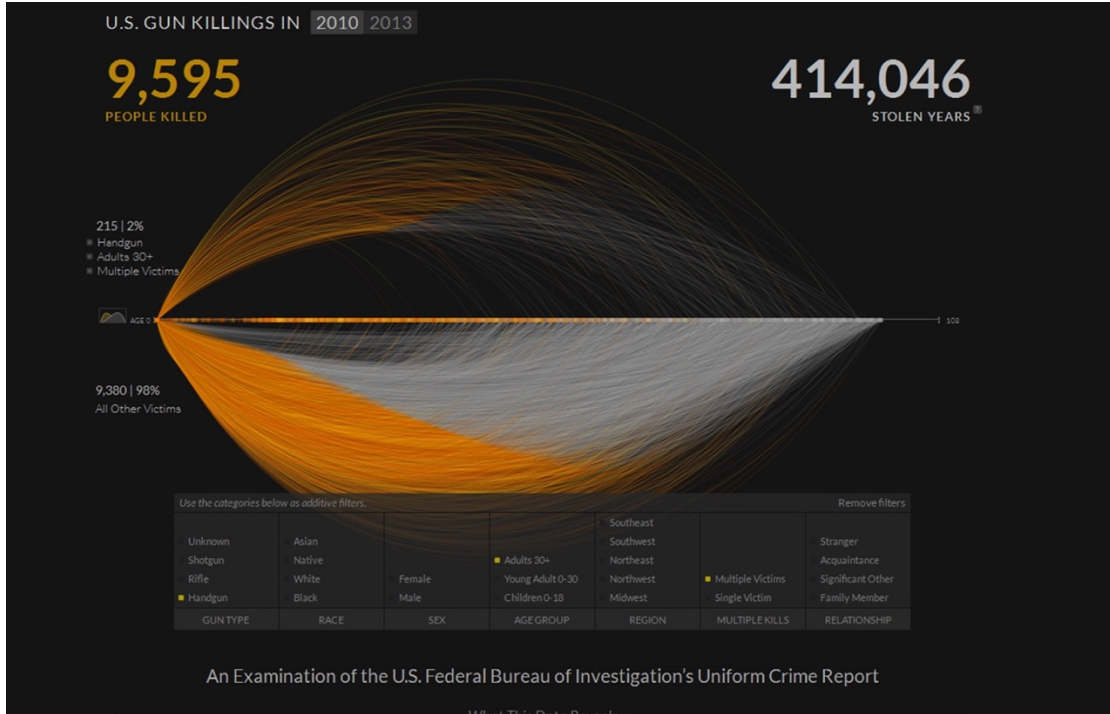 U.S. GUN KILLINGS IN 2010 2013
9,595
PEOPLE KILLED
414,046
STOLEN YEARS ?
215 | 2%
Handgun
Adults 30+
Multiple Victims
AGE 0
108
9,380 | 98%
All Other Victims
Use the categories below as additive filters.
Remove filters
Unknown
Shotgun
Rifle
Handgun
GUN TYPE
Asian
Native
White
Black
RACE
Female
Male
SEX
Adults 30+
Young Adult 0-30
Children 0-18
AGE GROUP
Southeast
Southwest
Northeast
Northwest
Midwest
REGION
Multiple Victims
Single Victim
MULTIPLE KILLS
Stranger
Acquaintance
Significant Other
Family Member
RELATIONSHIP
An Examination of the U.S. Federal Bureau of Investigation's Uniform Crime Report
What This Data Reveals